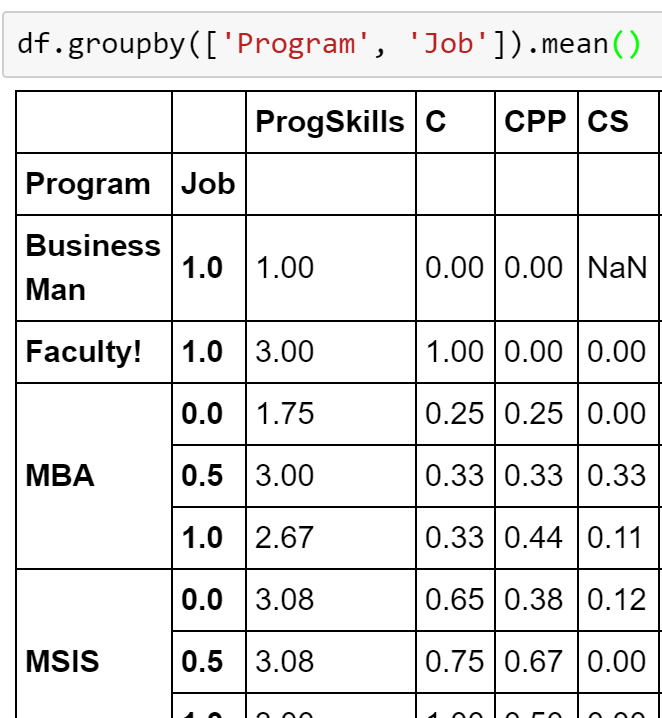 df.groupby(['Program', 'Job']).mean()
ProgSkills C CPP CS
Program Job
Business Man 1.0 1.00 0.00 0.00 NaN
Faculty! 1.0 3.00 1.00 0.00 0.00
MBA 0.0 1.75 0.25 0.25 0.00
0.5 3.00 0.33 0.33 0.33
1.0 2.67 0.33 0.44 0.11
MSIS 0.0 3.08 0.65 0.38 0.12
0.5 3.08 0.75 0.67 0.00